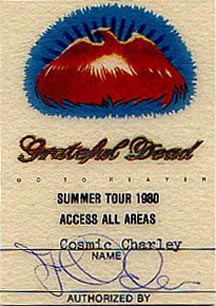 Grateful Dead
GO TO HEAVEN
SUMMER TOUR 1980
ACCESS ALL AREAS
Cosmic Charley
NAME
AUTHORIZED BY